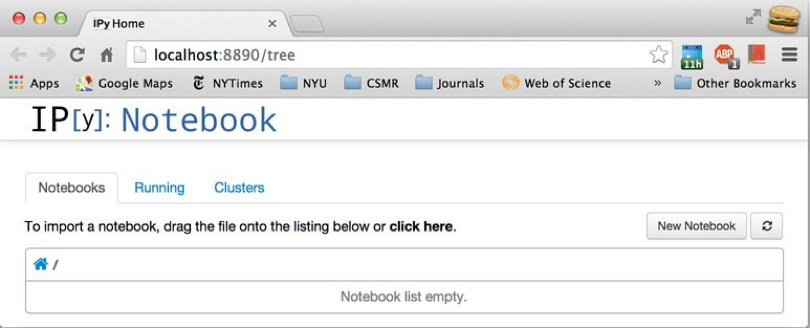 IPy Home
localhost:8890/tree
11h
ABP
1
Apps Google Maps NYTimes NYU CSMR Journals Web of Science » Other Bookmarks
IP[y]: Notebook
Notebooks Running Clusters
To import a notebook, drag the file onto the listing below or click here. New Notebook
/
Notebook list empty.